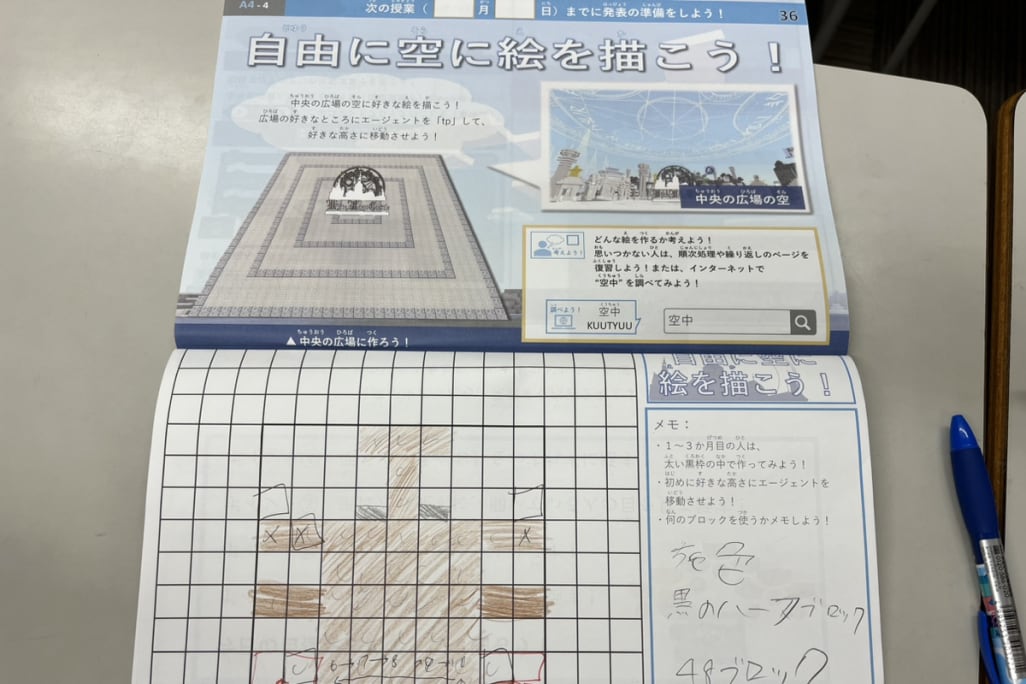 A4-4
次の授業(　月　日)までに発表の準備をしよう!
36
自由に空に絵を描こう!
中央の広場の空に好きな絵を描こう!
広場の好きなところにエージェントを「tp」して、
好きな高さに移動させよう!
中央の広場の空
考えよう!
どんな絵を作るか考えよう!
思いつかない人は、順次処理や繰り返しのページを
復習しよう!または、インターネットで
"空中"を調べてみよう!
調べよう!
空中
KUUTYUU
空中
▲中央の広場に作ろう!
自由に空に
絵を描こう!
メモ:
・1～3か月目の人は、
太い黒枠の中で作ってみよう!
・初めに好きな高さにエージェントを
移動させよう!
・何のブロックを使うかメモしよう!
黒のハーフブロック
48ブロック